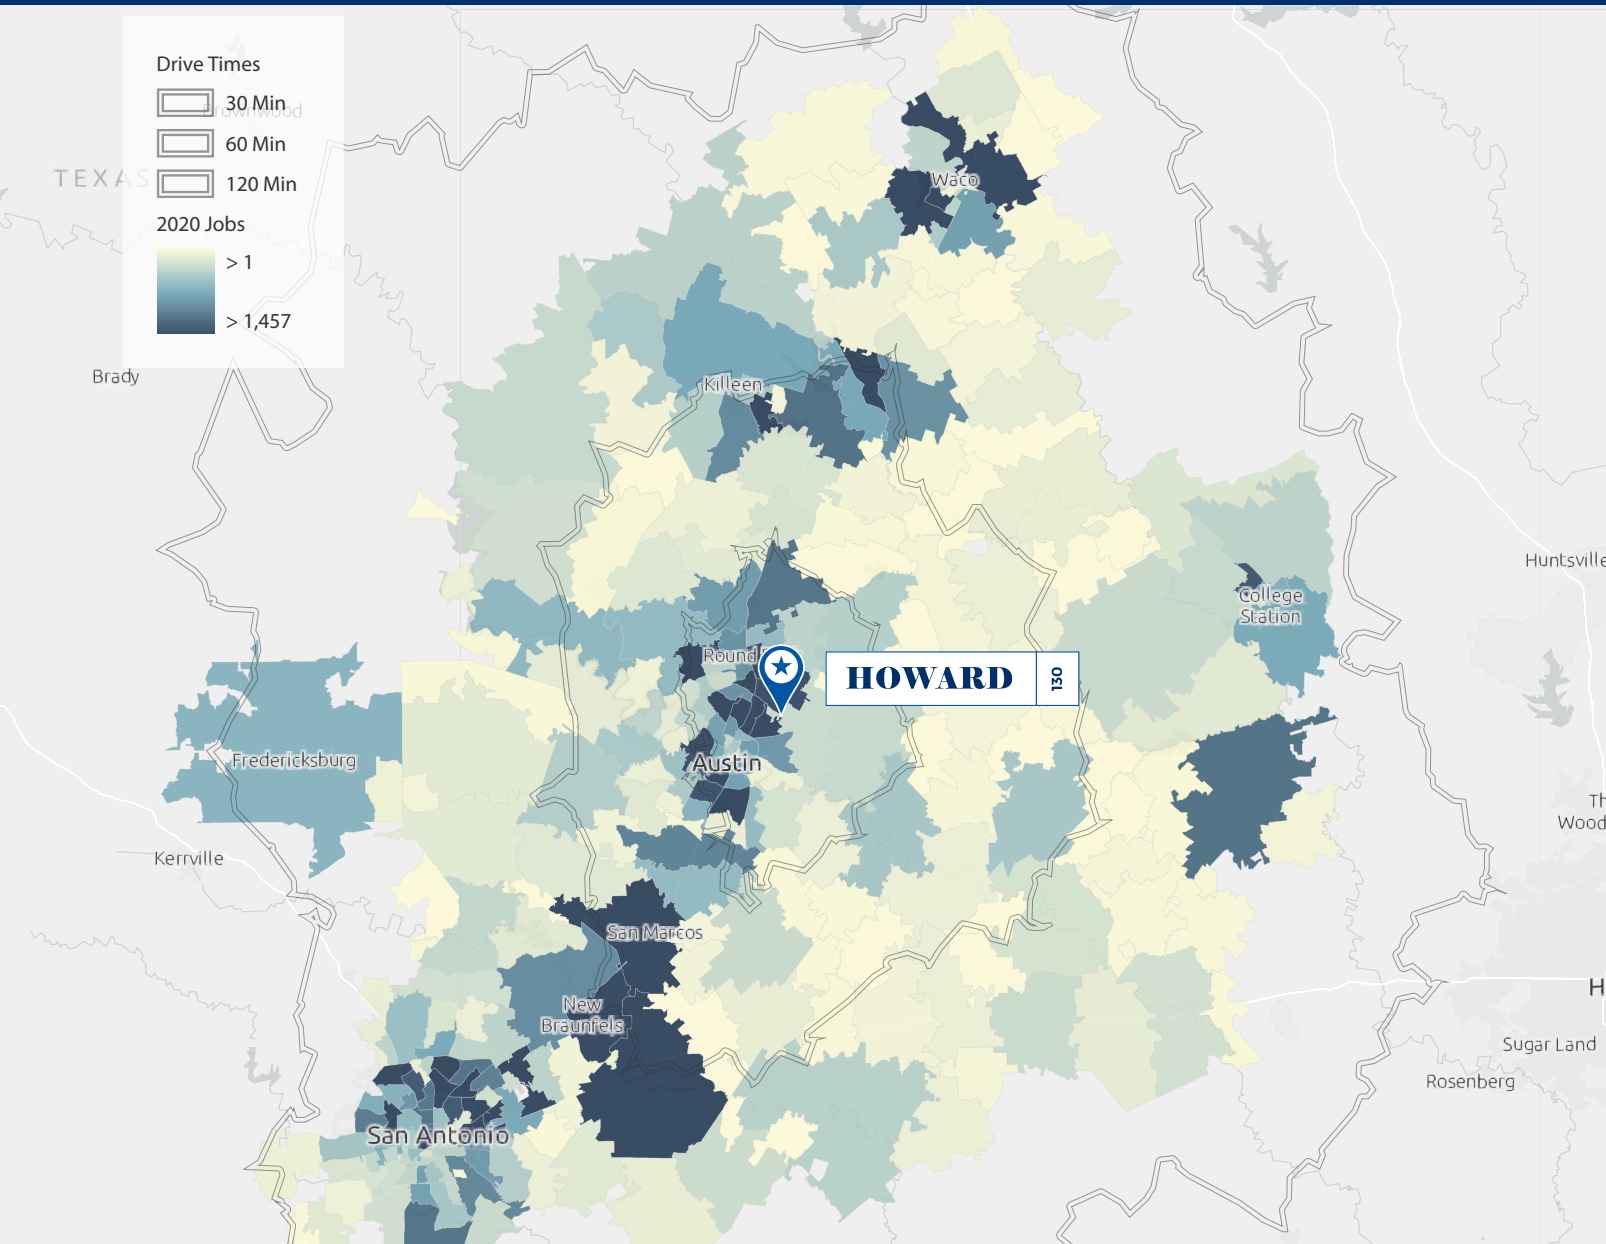 Drive Times
30 Min
Brownwood
60 Min
120 Min
TEXAS
2020 Jobs
> 1
> 1,457
Waco
Brady
Killeen
Huntsville
College
Station
Round
HOWARD 130
Fredericksburg
Austin
Kerrville
San Marcos
New
Braunfels
Sugar Land
Rosenberg
San Antonio